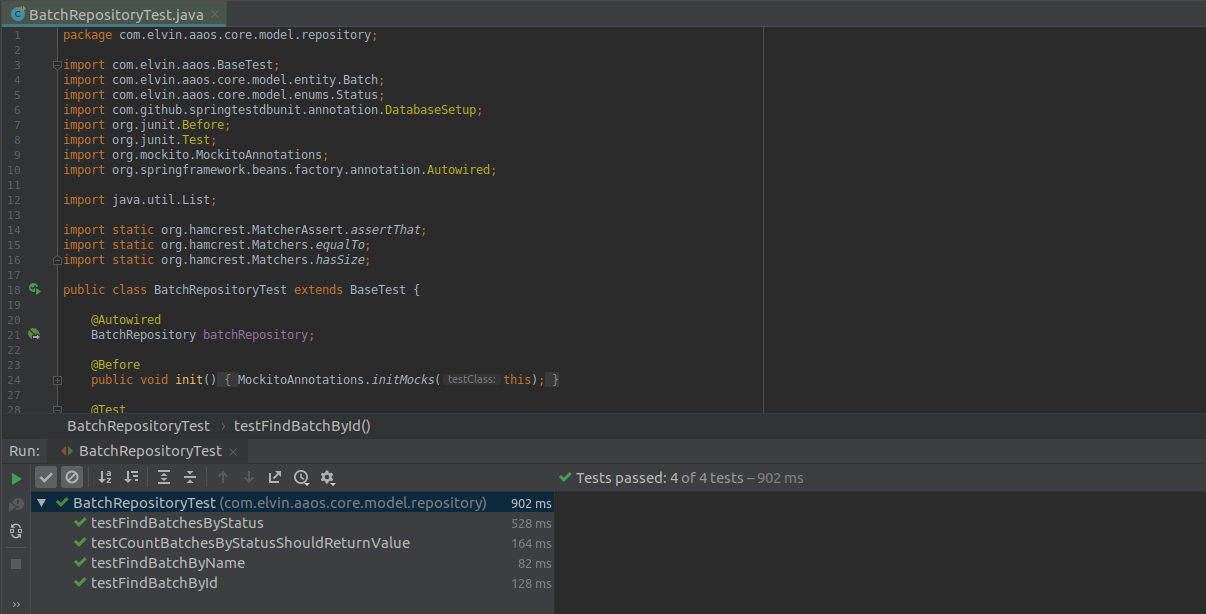 BatchRepositoryTest.java
1 package com.elvin.aaos.core.model.repository;
2
3 import com.elvin.aaos.BaseTest;
4 import com.elvin.aaos.core.model.entity.Batch;
5 import com.elvin.aaos.core.model.enums.Status;
6 import com.github.springtestdbunit.annotation.DatabaseSetup;
7 import org.junit.Before;
8 import org.junit.Test;
9 import org.mockito.MockitoAnnotations;
10 import org.springframework.beans.factory.annotation.Autowired;
11
12 import java.util.List;
13
14 import static org.hamcrest.MatcherAssert.assertThat;
15 import static org.hamcrest.Matchers.equalTo;
16 import static org.hamcrest.Matchers.hasSize;
17
18 public class BatchRepositoryTest extends BaseTest {
19
20 @Autowired
21 BatchRepository batchRepository;
22
23 @Before
24 public void init() { MockitoAnnotations.initMocks( testClass: this); }
27
28 @Test
BatchRepositoryTest › testFindBatchById()
Run: BatchRepositoryTest
Tests passed: 4 of 4 tests – 902 ms
BatchRepositoryTest (com.elvin.aaos.core.model.repository) 902 ms
testFindBatchesByStatus 528 ms
testCountBatchesByStatusShouldReturnValue 164 ms
testFindBatchByName 82 ms
testFindBatchById 128 ms